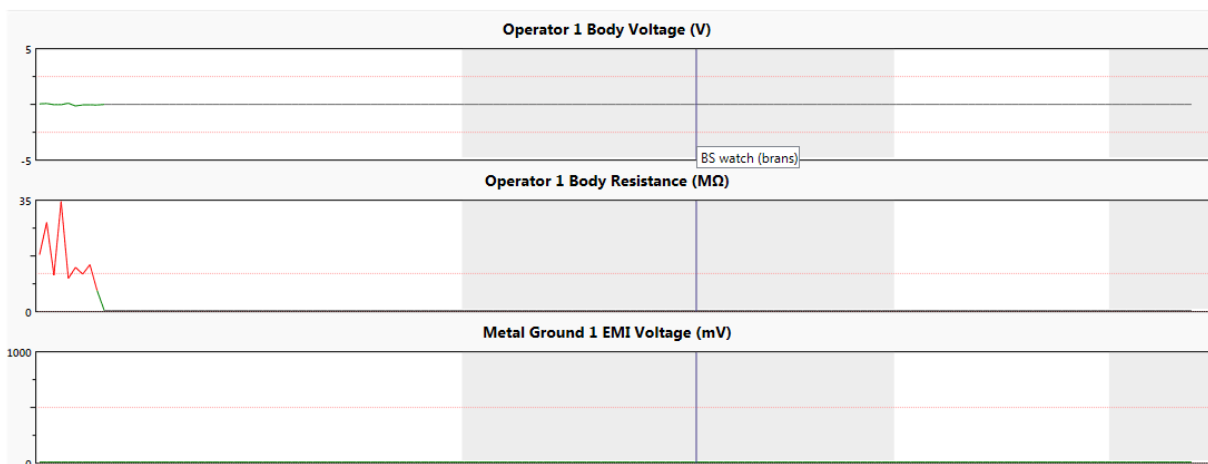 Operator 1 Body Voltage (V)
5
-5
BS watch (brans)
Operator 1 Body Resistance (MΩ)
35
0
Metal Ground 1 EMI Voltage (mV)
1000
0